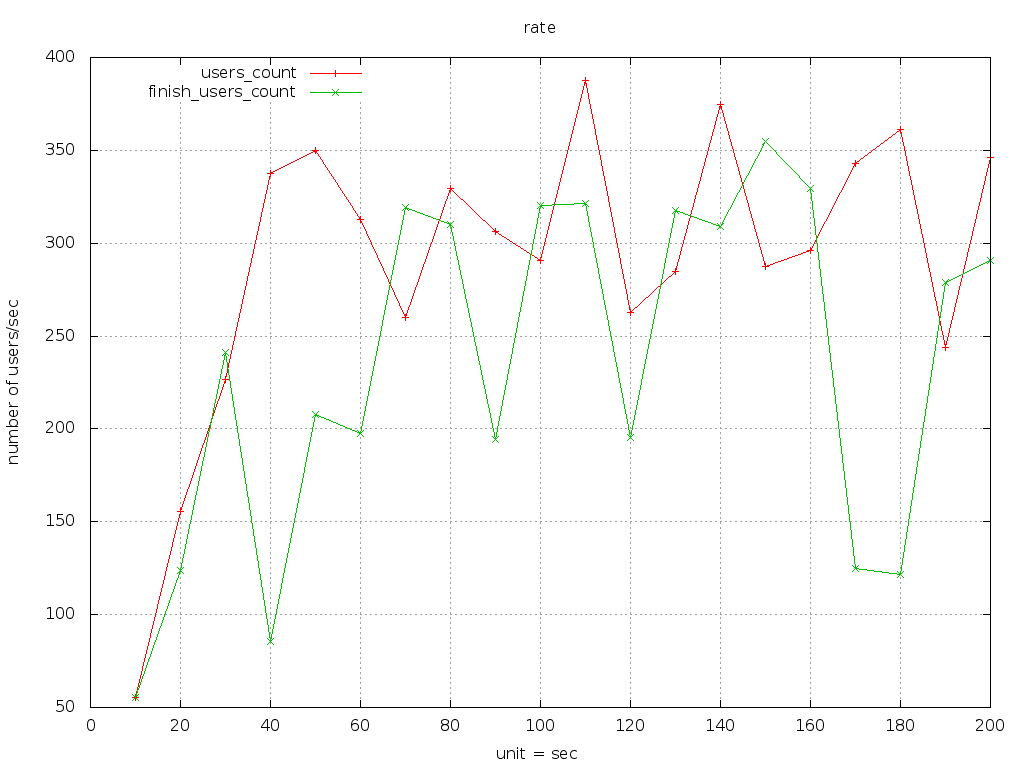 rate
400
users_count
finish_users_count
350
300
250
200
150
100
50
number of users/sec
0 20 40 60 80 100 120 140 160 180 200
unit = sec